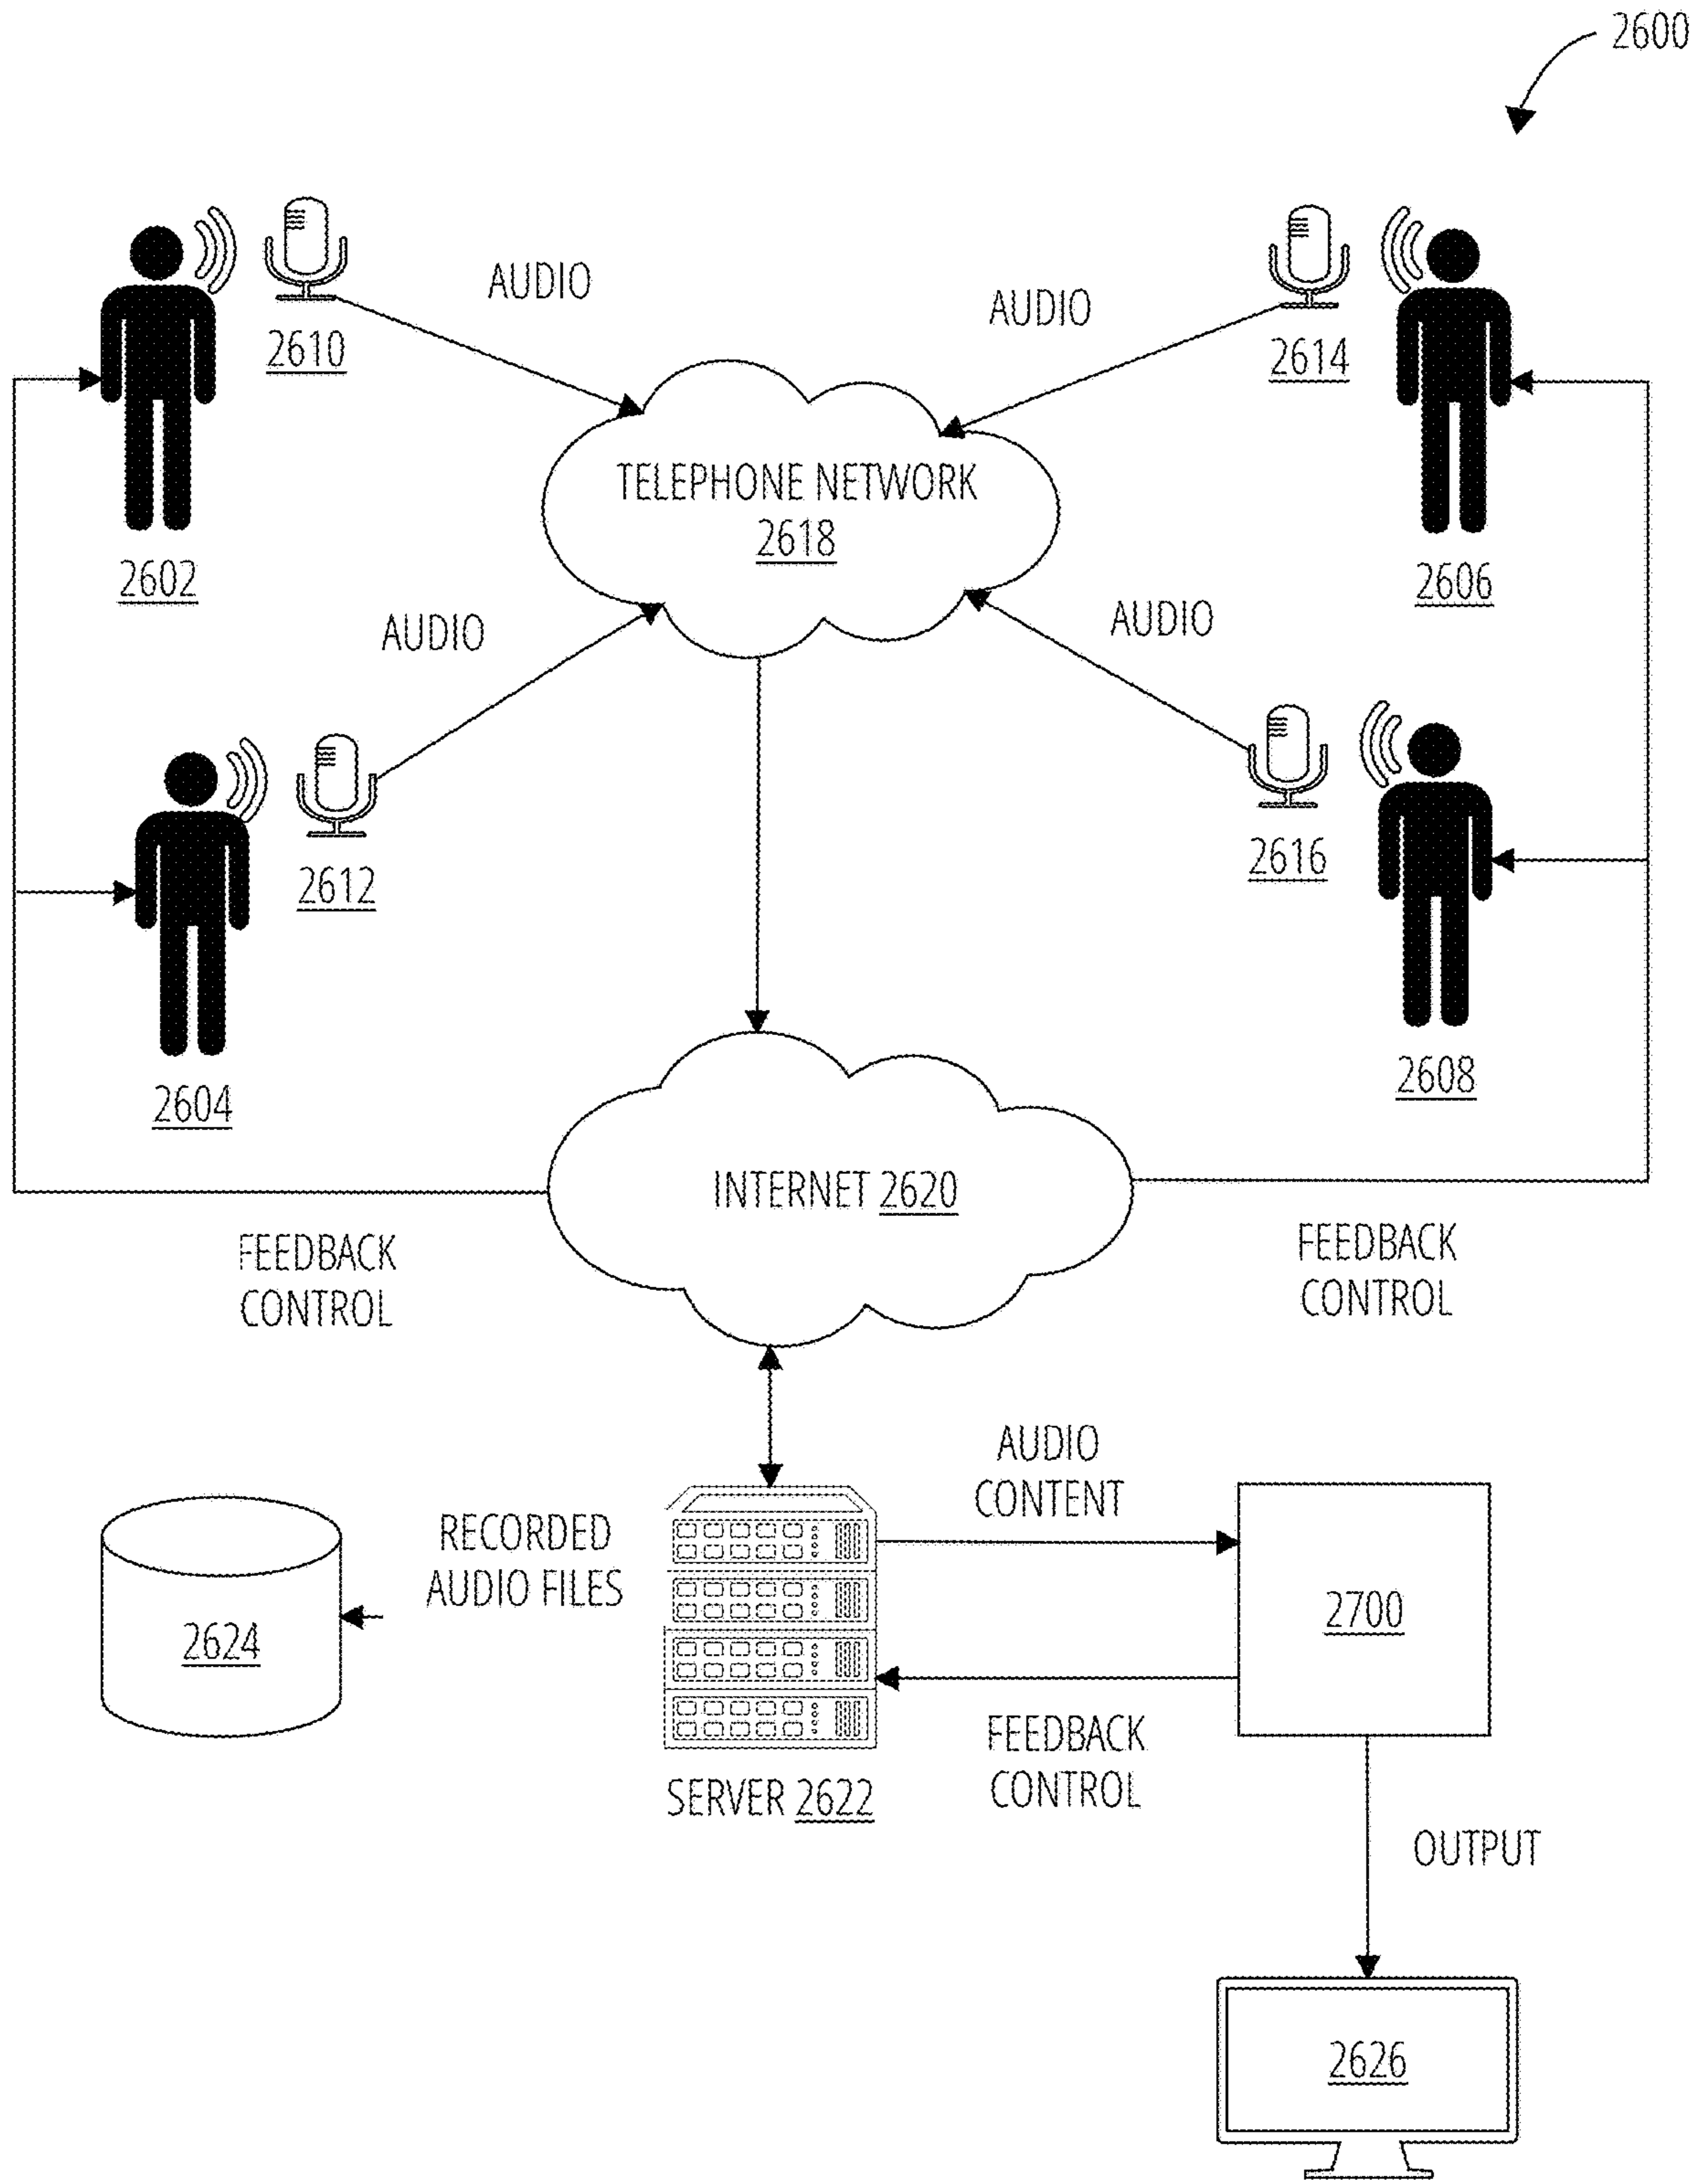 2600
AUDIO
AUDIO
2610
2614
TELEPHONE NETWORK
2618
2602
2606
AUDIO
AUDIO
2612
2616
2604
2608
INTERNET 2620
FEEDBACK
CONTROL
FEEDBACK
CONTROL
AUDIO
CONTENT
RECORDED
AUDIO FILES
2624
2700
FEEDBACK
CONTROL
SERVER 2622
OUTPUT
2626